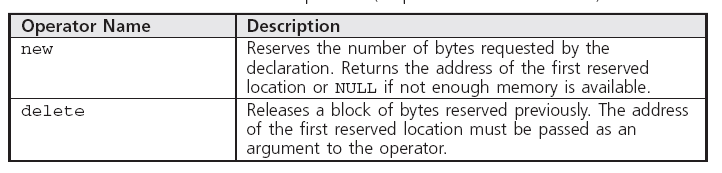 Operator Name Description
new Reserves the number of bytes requested by the
declaration. Returns the address of the first reserved
location or NULL if not enough memory is available.
delete Releases a block of bytes reserved previously. The address
of the first reserved location must be passed as an
argument to the operator.